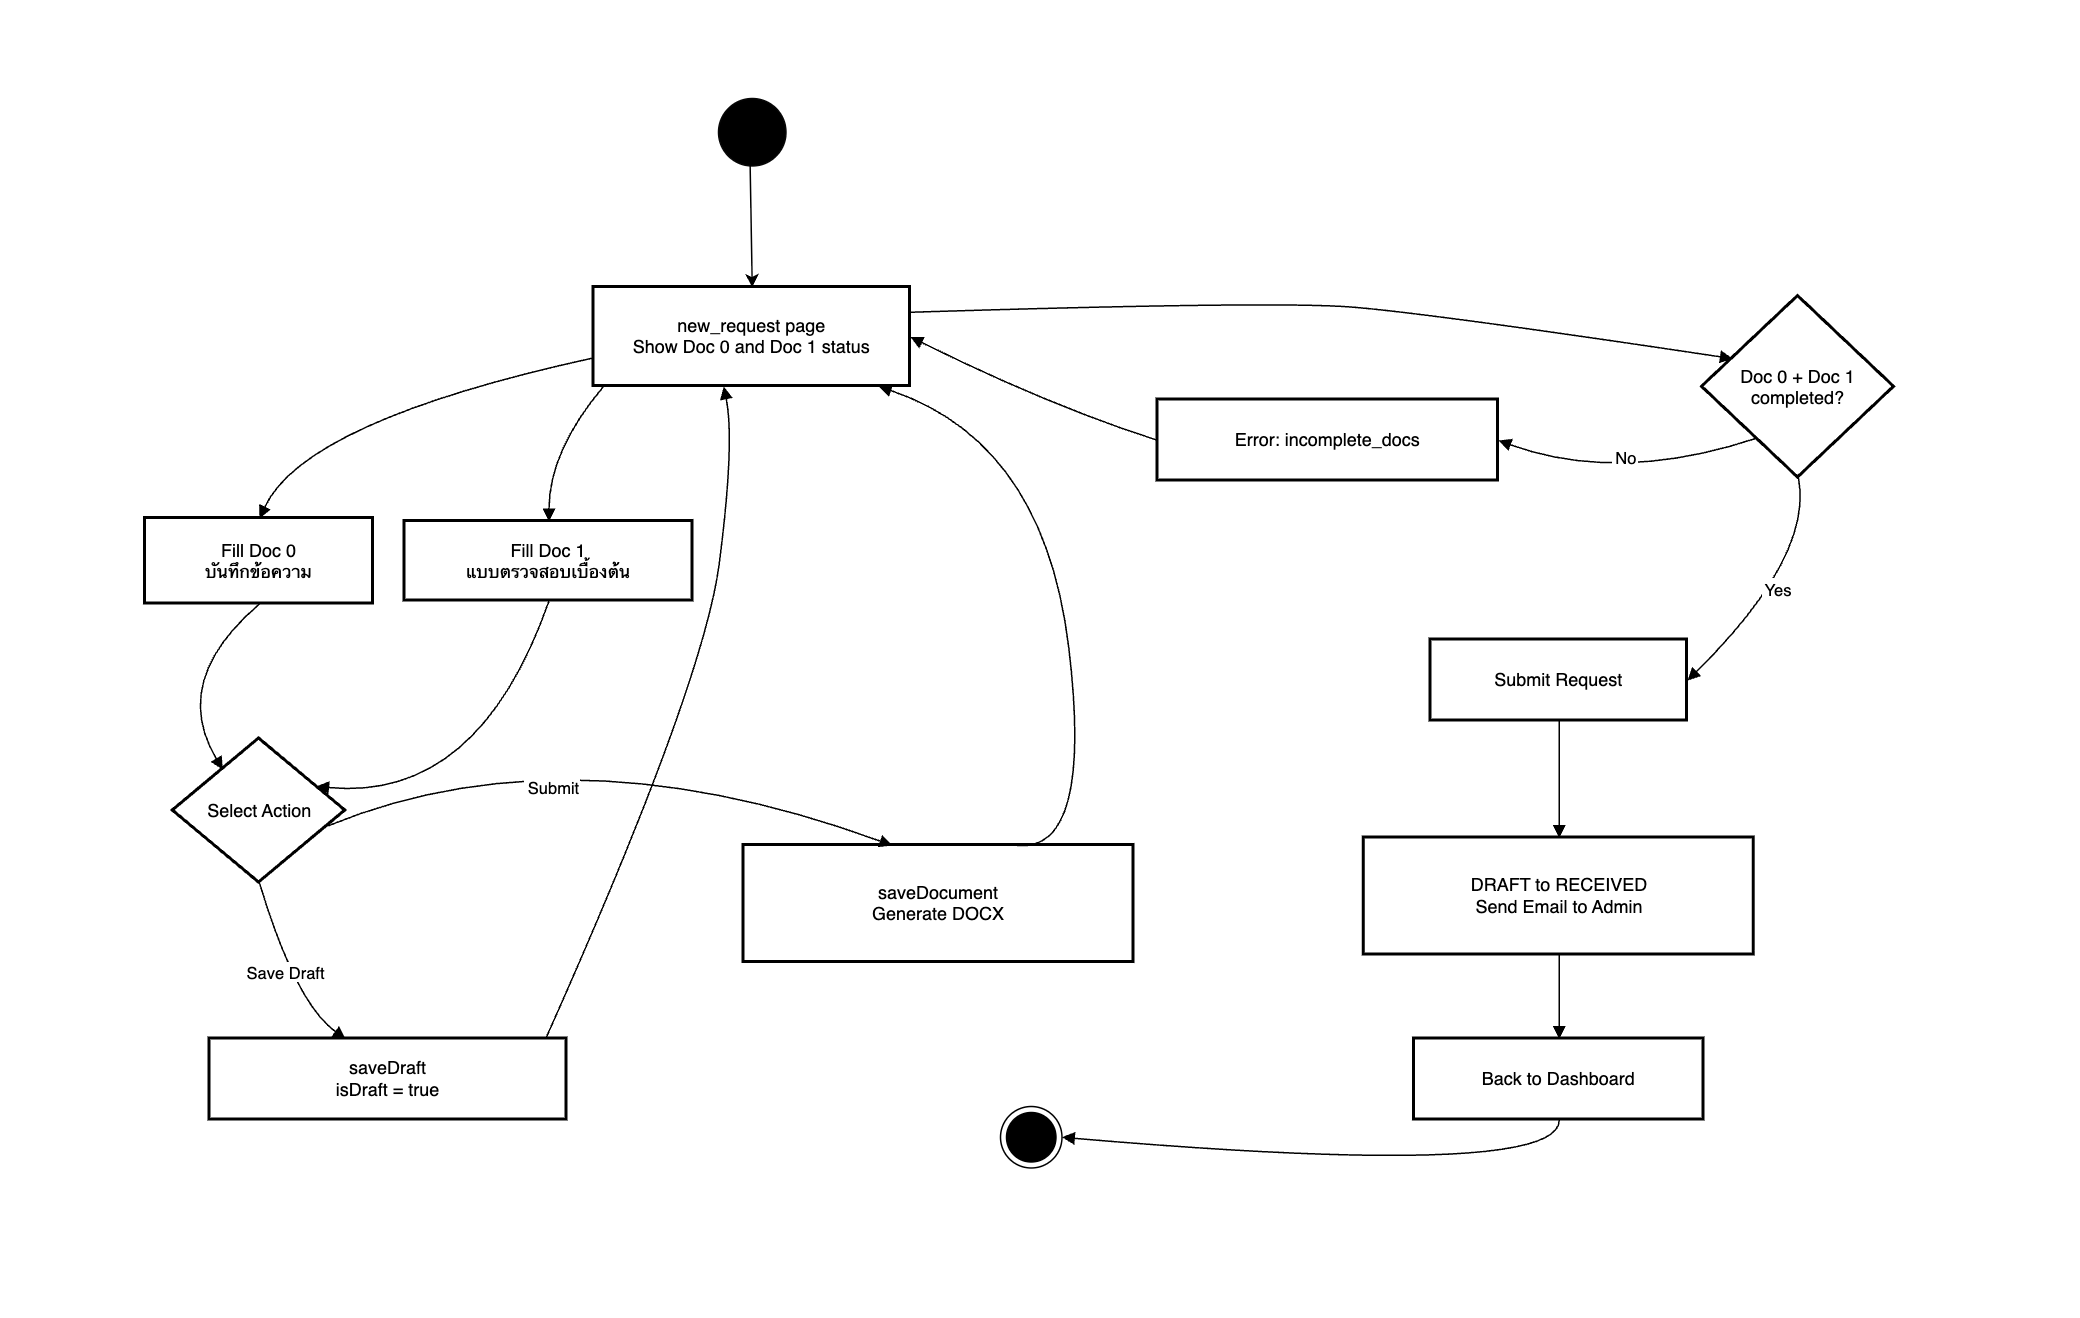 new_request page
Show Doc 0 and Doc 1 status
Doc 0 + Doc 1
completed?
Error: incomplete_docs
No
Fill Doc 0
บันทึกข้อความ
Fill Doc 1
แบบตรวจสอบเบื้องต้น
Yes
Submit Request
Select Action
Submit
saveDocument
Generate DOCX
DRAFT to RECEIVED
Send Email to Admin
Save Draft
saveDraft
isDraft = true
Back to Dashboard